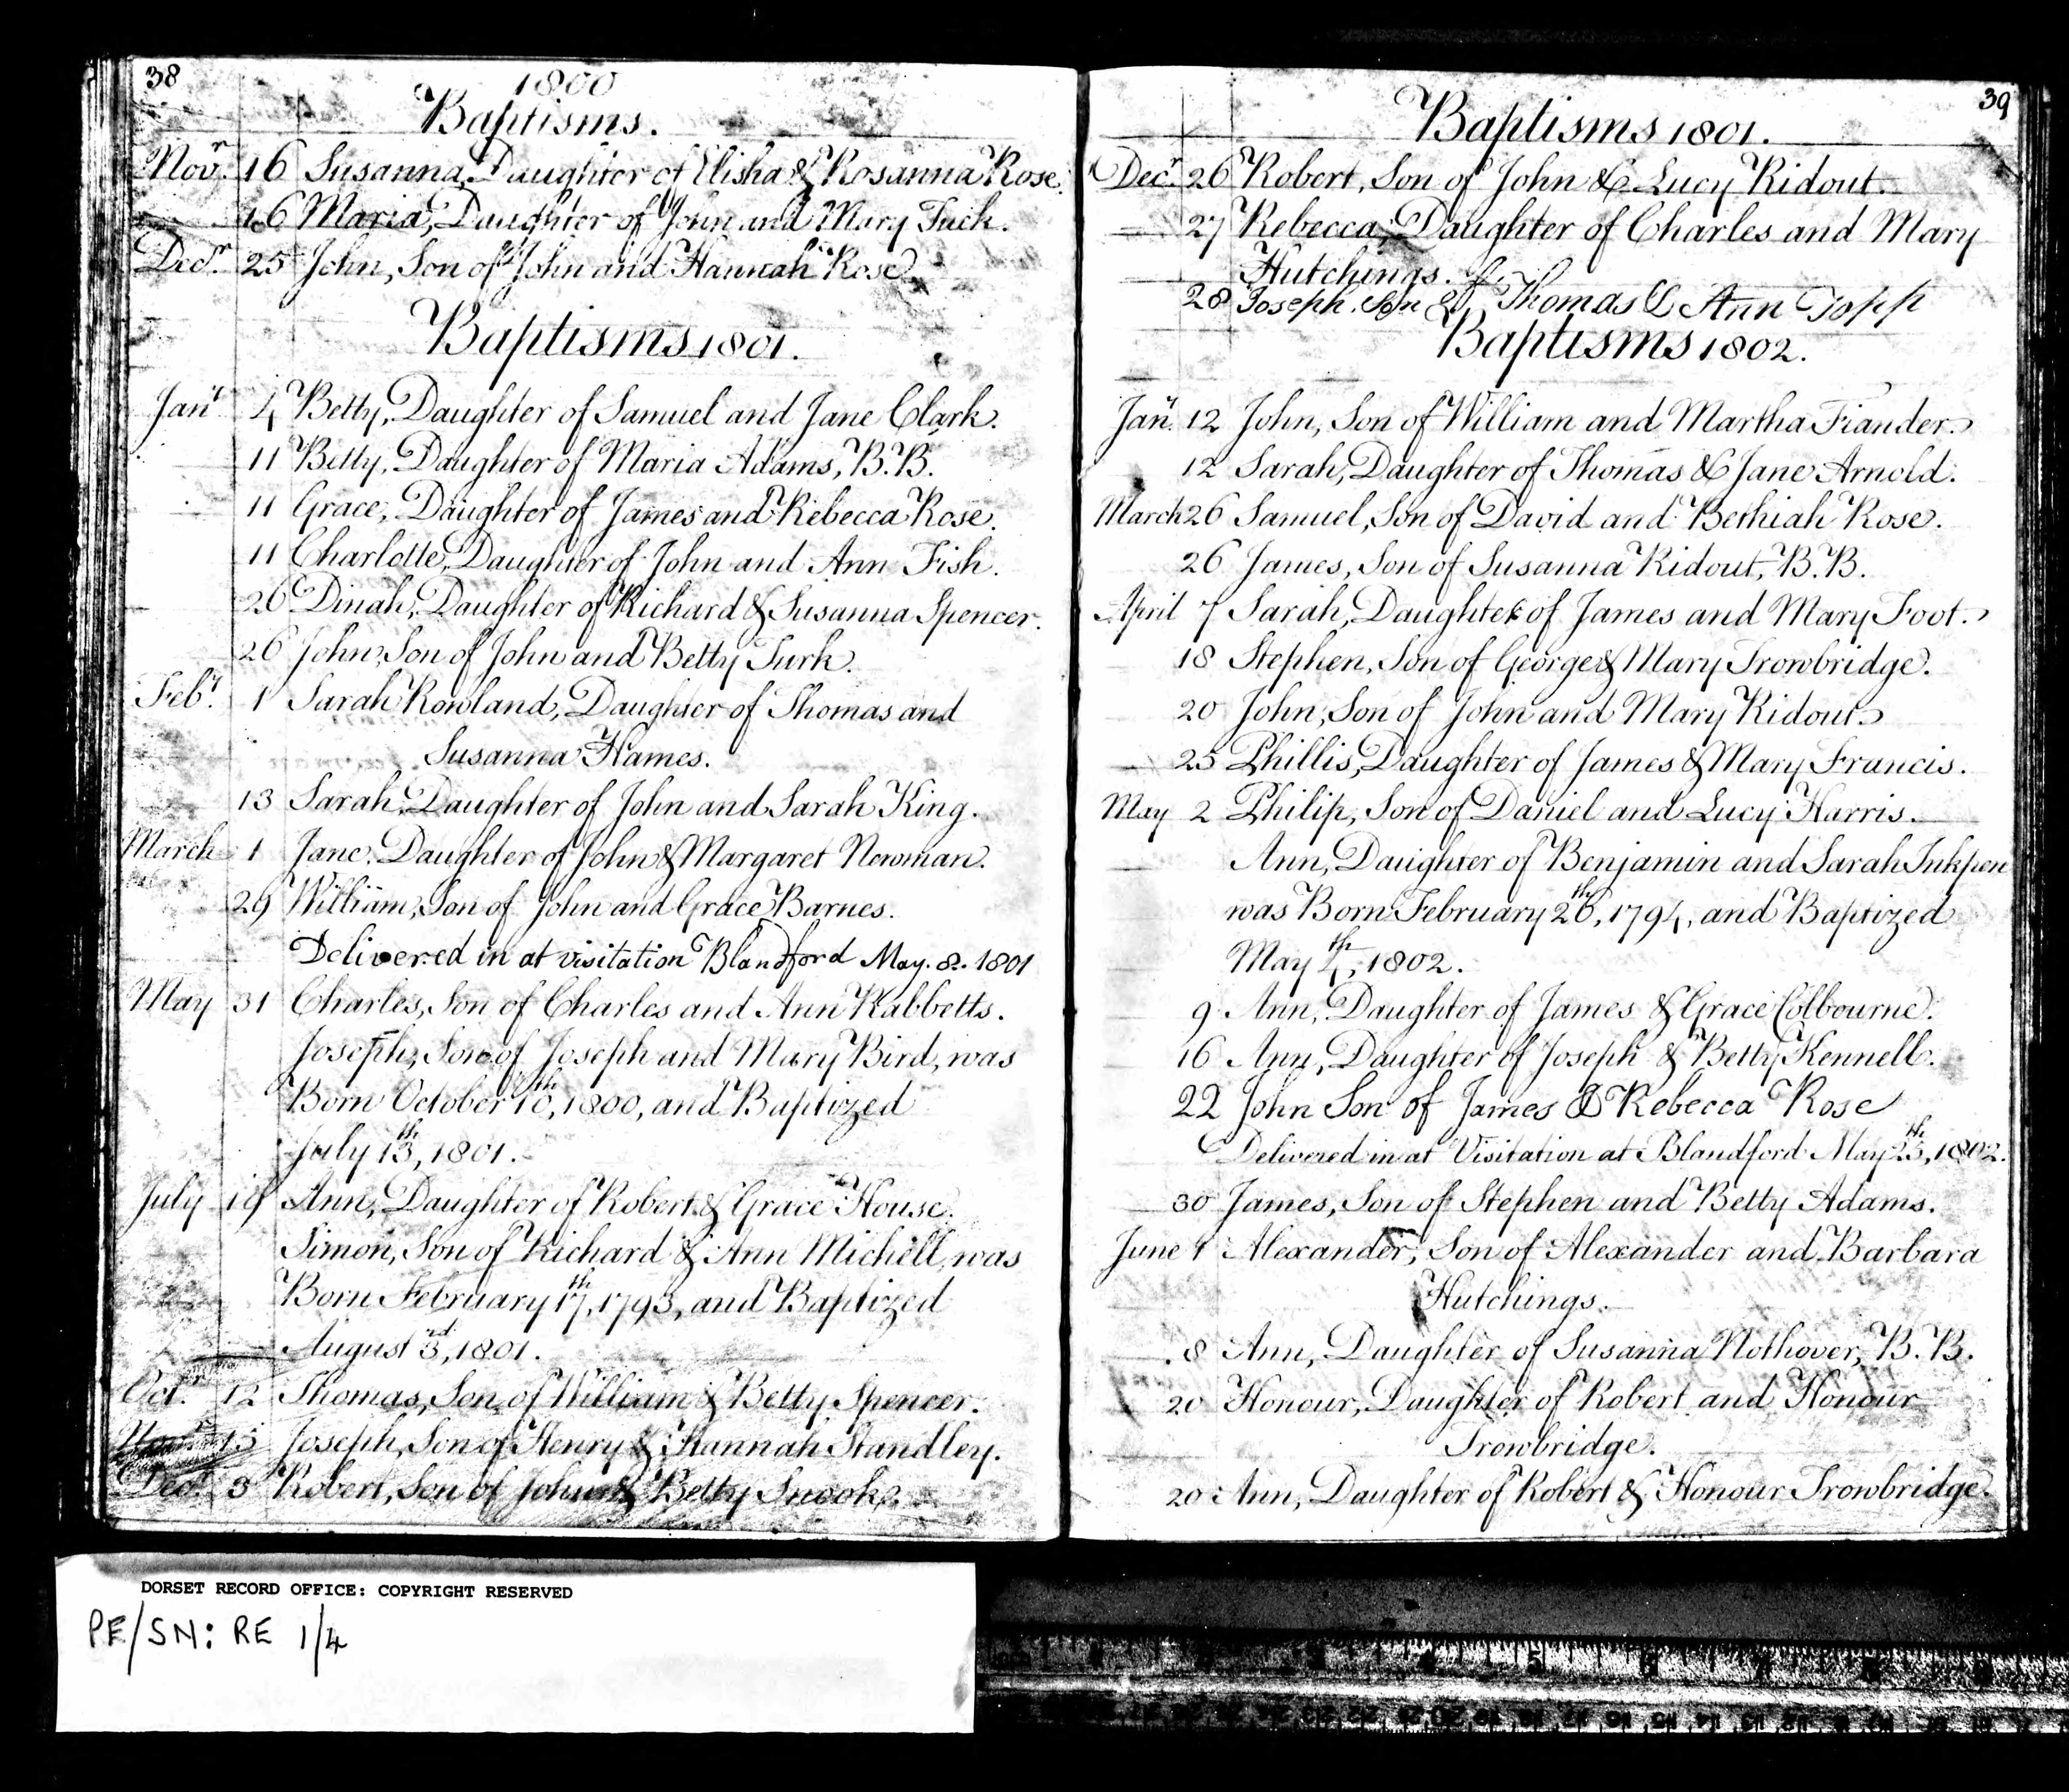 38
1800
Baptisms.
Novr. 16 Susanna, Daughter of Elisha & Rosanna Rose.
16 Maria, Daughter of John and Mary Tuck.
Decr. 25 John, Son of John and Hannah Rose
Baptisms 1801.
Jany. 4 Betty, Daughter of Samuel and Jane Clark.
11 Betty, Daughter of Maria Adams, B.B.
11 Grace, Daughter of James and Rebecca Rose.
11 Charlotte, Daughter of John and Ann Fish.
26 Dinah, Daughter of Richard & Susanna Spencer.
26 John, Son of John and Betty Turk.
Feby. 1 Sarah Rowland, Daughter of Thomas and
Susanna Hames.
13 Sarah, Daughter of John and Sarah King.
March 1 Jane, Daughter of John & Margaret Newman.
29 William, Son of John and Grace Barnes.
Delivered in at visitation Blandford May. 8. 1801
May 31 Charles, Son of Charles and Ann Rabbetts.
Joseph, Son of Joseph and Mary Bird, was
Born October 10th, 1800, and Baptized
July 13th, 1801.
July 19 Ann, Daughter of Robert & Grace House.
Simon, Son of Richard & Ann Michell, was
Born February 17th, 1793, and Baptized
August 3d, 1801.
Octr. 12 Thomas, Son of William & Betty Spencer.
Novr. 15 Joseph, Son of Henry & Hannah Standley.
Decr. 3 Robert, Son of John & Betty Snook.
39
Baptisms 1801.
Decr. 26 Robert, Son of John & Lucy Ridout.
27 Rebecca, Daughter of Charles and Mary
Hutchings.
28 Joseph. Son of Thomas & Ann Topp
Baptisms 1802.
Jany. 12 John, Son of William and Martha Fiander.
12 Sarah, Daughter of Thomas & Jane Arnold.
March 26 Samuel, Son of David and Bethiah Rose.
26 James, Son of Susanna Ridout, B.B.
April 7 Sarah, Daughter of James and Mary Foot.
18 Stephen, Son of George & Mary Trowbridge.
20 John, Son of John and Mary Ridout.
25 Phillis, Daughter of James & Mary Francis.
May 2 Philip, Son of Daniel and Lucy Harris.
Ann, Daughter of Benjamin and Sarah Inkpen
was Born February 26th, 1794, and Baptized
May 4th, 1802.
9 Ann, Daughter of James & Grace Colbourne.
16 Ann, Daughter of Joseph & Betty Kennell.
22 John Son of James & Rebecca Rose
Delivered in at Visitation at Blandford May 25th, 1802.
30 James, Son of Stephen and Betty Adams.
June 1 Alexander, Son of Alexander and Barbara
Hutchings.
8 Ann, Daughter of Susanna Nothover, B.B.
20 Honour, Daughter of Robert and Honour
Trowbridge.
20 Ann, Daughter of Robert & Honour Trowbridge.
DORSET RECORD OFFICE: COPYRIGHT RESERVED
PE/SN: RE 1/4